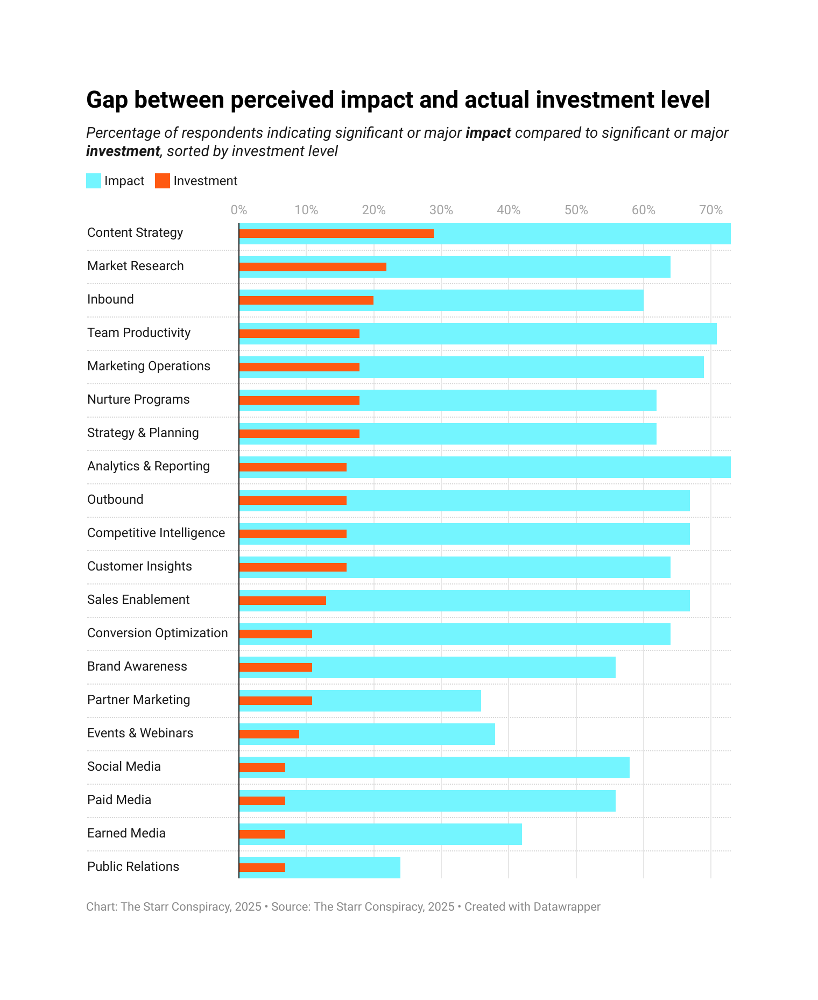 Gap between perceived impact and actual investment level
Percentage of respondents indicating significant or major impact compared to significant or major
investment, sorted by investment level
Impact Investment
0% 10% 20% 30% 40% 50% 60% 70%
Content Strategy
Market Research
Inbound
Team Productivity
Marketing Operations
Nurture Programs
Strategy & Planning
Analytics & Reporting
Outbound
Competitive Intelligence
Customer Insights
Sales Enablement
Conversion Optimization
Brand Awareness
Partner Marketing
Events & Webinars
Social Media
Paid Media
Earned Media
Public Relations
Chart: The Starr Conspiracy, 2025 • Source: The Starr Conspiracy, 2025 • Created with Datawrapper